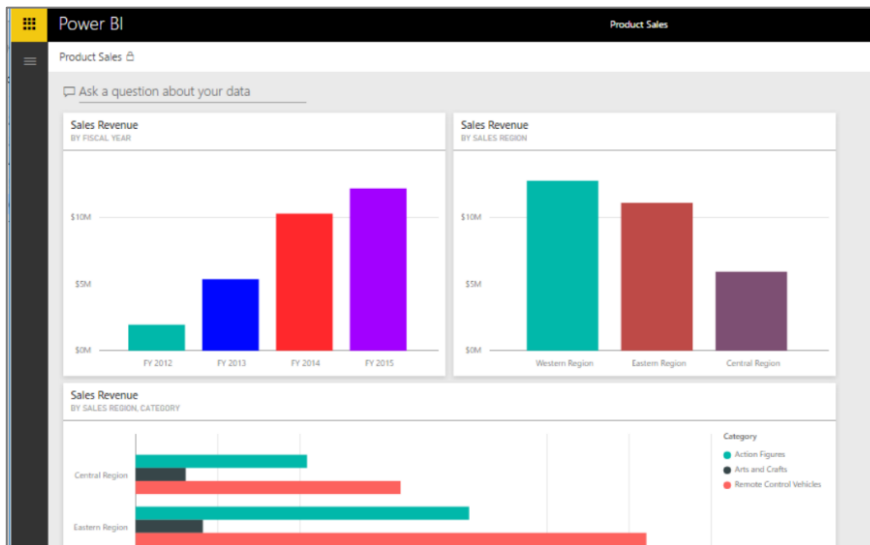 Power BI
Product Sales
Product Sales
Ask a question about your data
Sales Revenue
BY FISCAL YEAR
$10M
$5M
$0M
FY 2012
FY 2013
FY 2014
FY 2015
Sales Revenue
BY SALES REGION
$10M
$5M
$0M
Western Region
Eastern Region
Central Region
Sales Revenue
BY SALES REGION, CATEGORY
Central Region
Eastern Region
Category
Action Figures
Arts and Crafts
Remote Control Vehicles